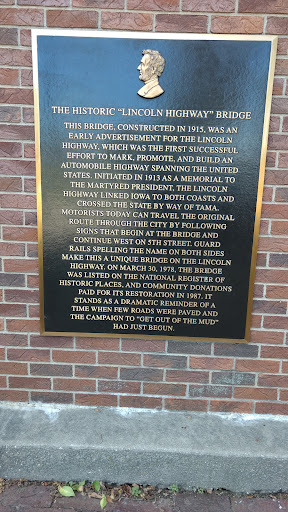 THE HISTORIC "LINCOLN HIGHWAY" BRIDGE
THIS BRIDGE, CONSTRUCTED IN 1915, WAS AN
EARLY ADVERTISEMENT FOR THE LINCOLN
HIGHWAY, WHICH WAS THE FIRST SUCCESSFUL
EFFORT TO MARK, PROMOTE, AND BUILD AN
AUTOMOBILE HIGHWAY SPANNING THE UNITED
STATES. INITIATED IN 1913 AS A MEMORIAL TO
THE MARTYRED PRESIDENT, THE LINCOLN
HIGHWAY LINKED IOWA TO BOTH COASTS AND
CROSSED THE STATE BY WAY OF TAMA.
MOTORISTS TODAY CAN TRAVEL THE ORIGINAL
ROUTE THROUGH THE CITY BY FOLLOWING
SIGNS THAT BEGIN AT THE BRIDGE AND
CONTINUE WEST ON 5TH STREET. GUARD
RAILS SPELLING THE NAME ON BOTH SIDES
MAKE THIS A UNIQUE BRIDGE ON THE LINCOLN
HIGHWAY. ON MARCH 30, 1978, THE BRIDGE
WAS LISTED ON THE NATIONAL REGISTER OF
HISTORIC PLACES, AND COMMUNITY DONATIONS
PAID FOR ITS RESTORATION IN 1987. IT
STANDS AS A DRAMATIC REMINDER OF A
TIME WHEN FEW ROADS WERE PAVED AND
THE CAMPAIGN TO "GET OUT OF THE MUD"
HAD JUST BEGUN.